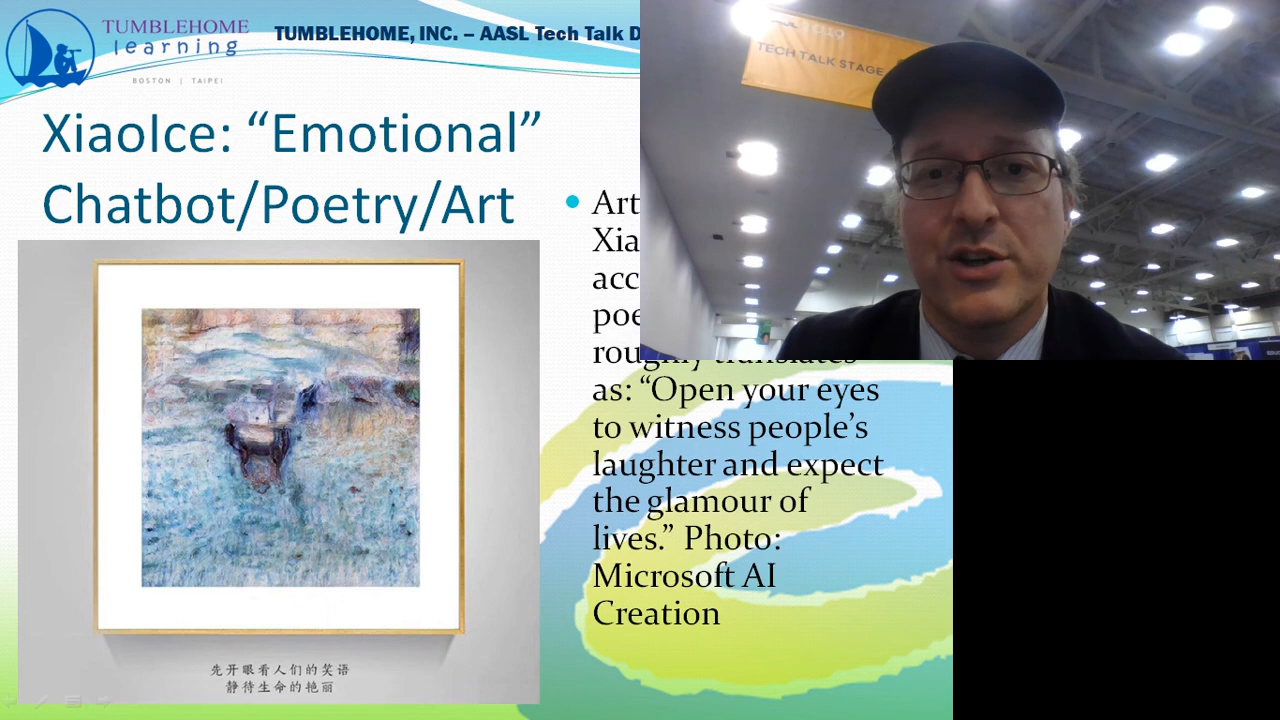 TUMBLEHOME
learning
BOSTON | TAIPEI
TUMBLEHOME, INC. – AASL Tech Talk D
TECH TALK STAGE
XiaoIce: “Emotional”
Chatbot/Poetry/Art
• Art
Xia
acc
poe
roughly translates
as: “Open your eyes
to witness people’s
laughter and expect
the glamour of
lives.” Photo:
Microsoft AI
Creation
先开眼看人们的笑语
静待生命的艳丽